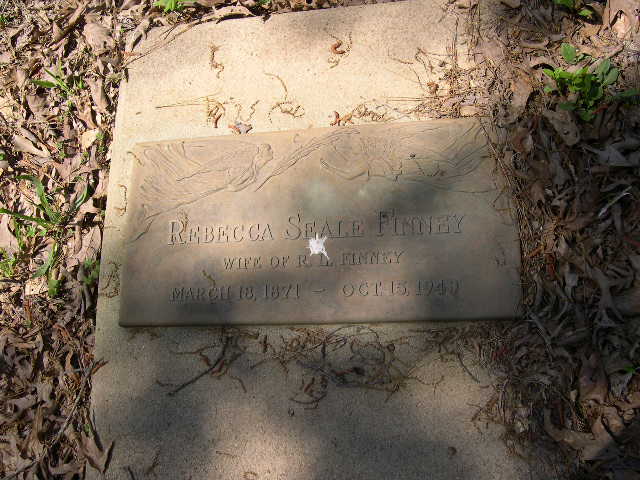 REBECCA SEALE FINNEY
WIFE OF R. L. FINNEY
MARCH 18, 1871 – OCT. 15, 1949